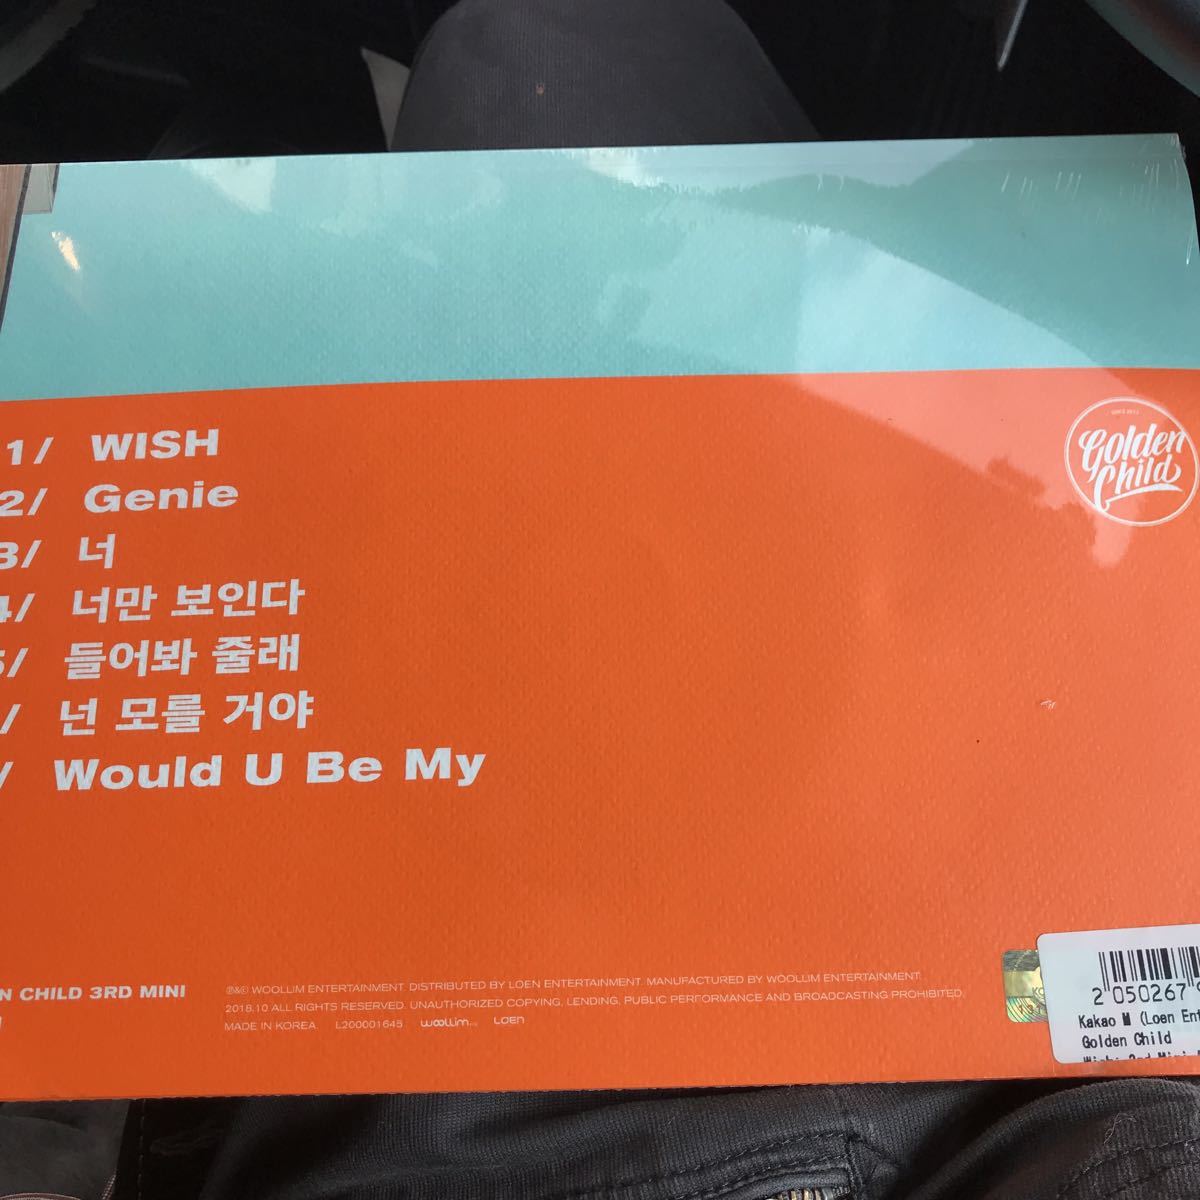 1/ WISH
2/ Genie
3/ 너
4/ 너만 보인다
5/ 들어봐 줄래
/ 넌 모를 거야
/ Would U Be My
Golden
Child
N CHILD 3RD MINI
℗&© WOOLLIM ENTERTAINMENT. DISTRIBUTED BY LOEN ENTERTAINMENT. MANUFACTURED BY WOOLLIM ENTERTAINMENT.
2018.10 ALL RIGHTS RESERVED. UNAUTHORIZED COPYING, LENDING, PUBLIC PERFORMANCE AND BROADCASTING PROHIBITED.
MADE IN KOREA L200001645 woollim LOEN
2 050267
Kakao M (Loen Ent
Golden Child